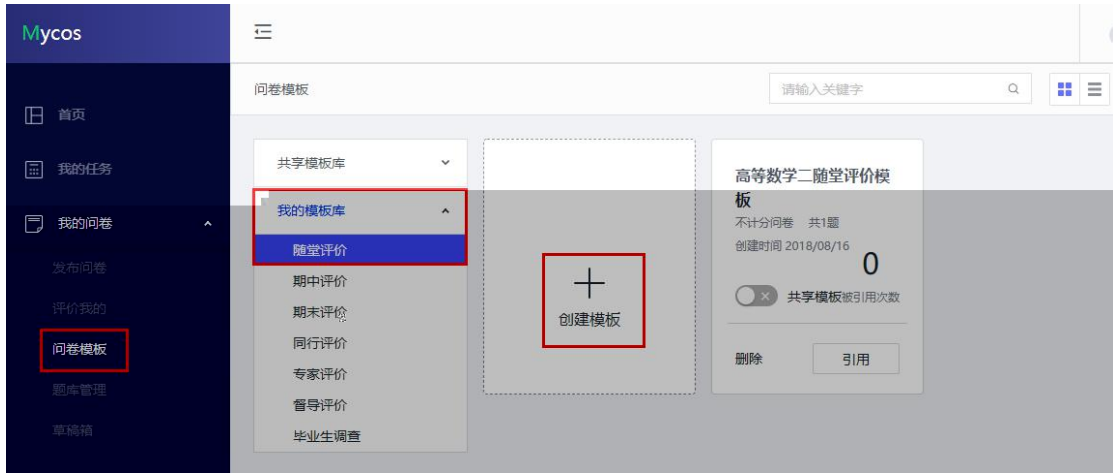 Mycos
首页
我的任务
我的问卷
发布问卷
评价我的
问卷模板
题库管理
草稿箱
问卷模板
请输入关键字
共享模板库
我的模板库
随堂评价
期中评价
期末评价
同行评价
专家评价
督导评价
毕业生调查
创建模板
高等数学二随堂评价模
板
不计分问卷 共1题
创建时间 2018/08/16
0
共享模板被引用次数
删除
引用